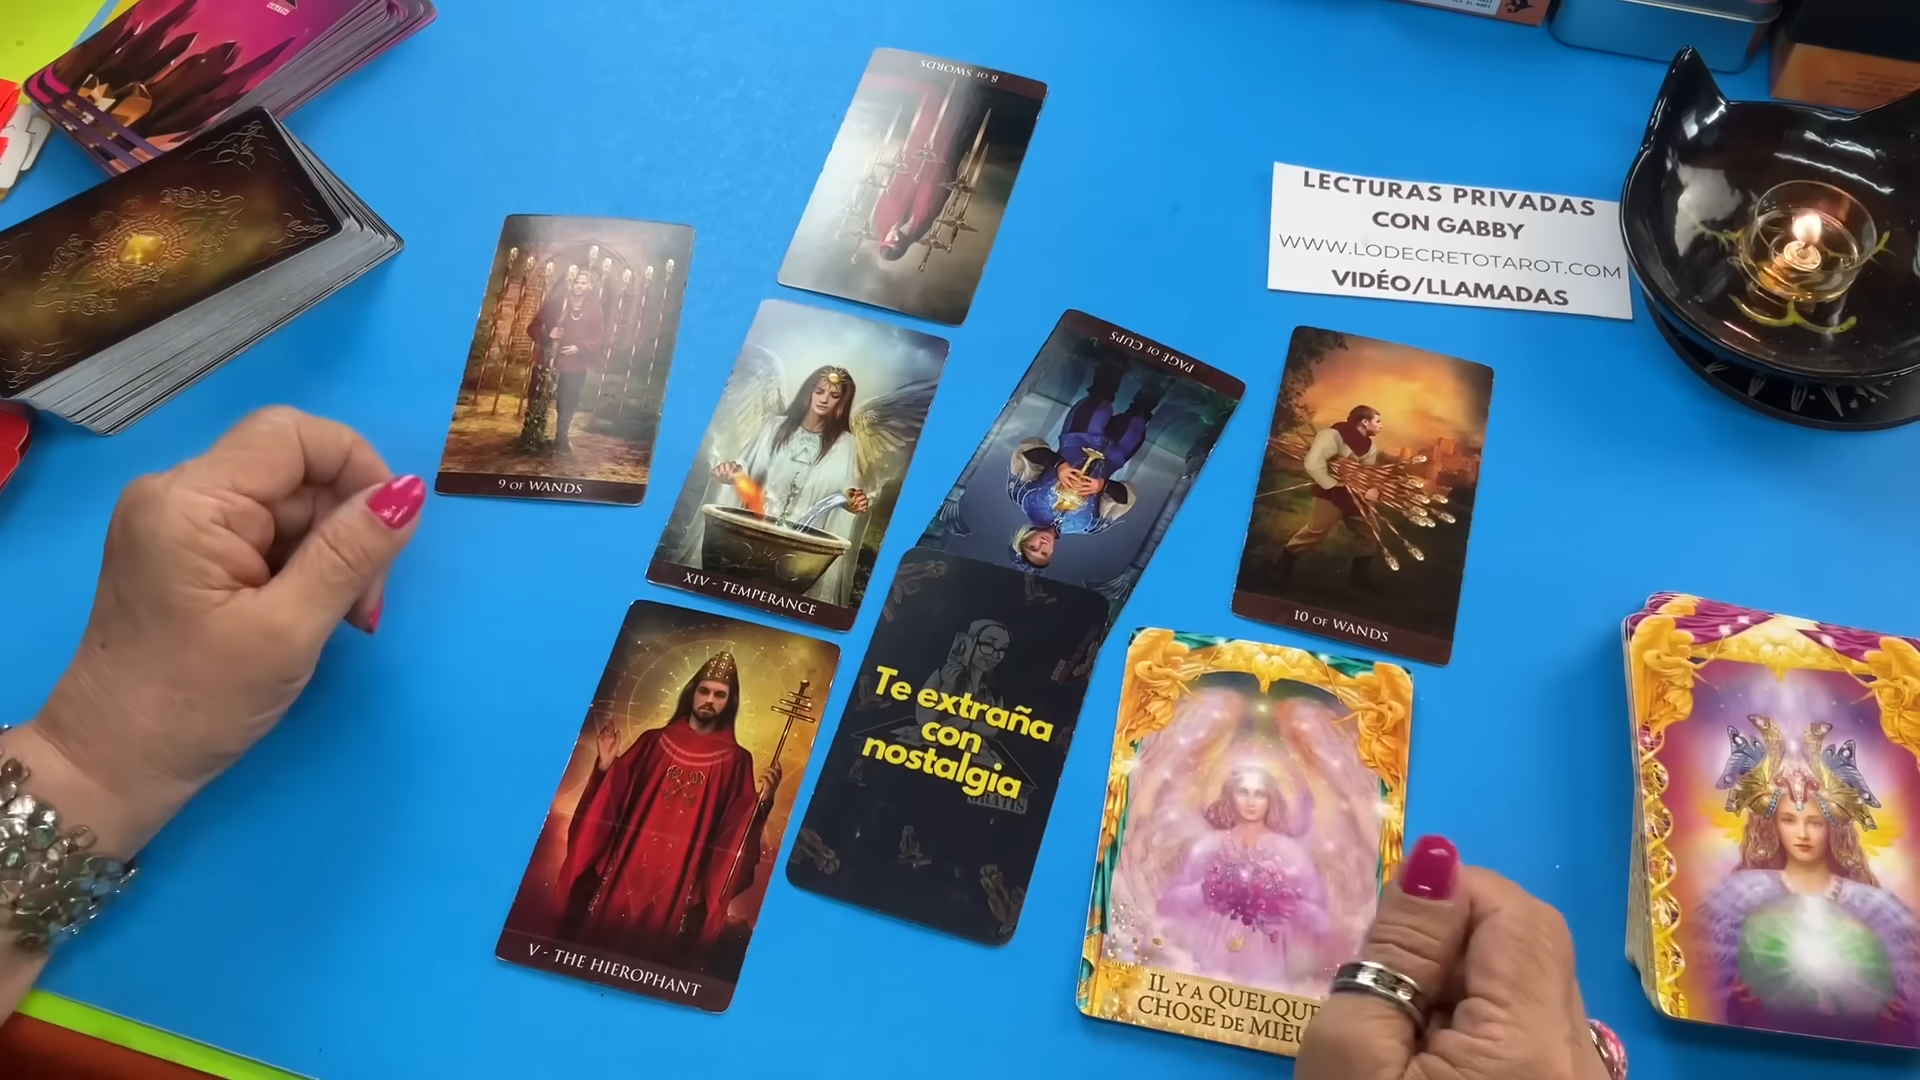 8 OF SWORDS
LECTURAS PRIVADAS
CON GABBY
WWW.LODECRETOTAROT.COM
VIDÉO/LLAMADAS
9 OF WANDS
PAGE OF CUPS
XIV - TEMPERANCE
10 OF WANDS
Te extraña
con
nostalgia
GRATIS
V - THE HIEROPHANT
IL Y A QUELQUE
CHOSE DE MIEU